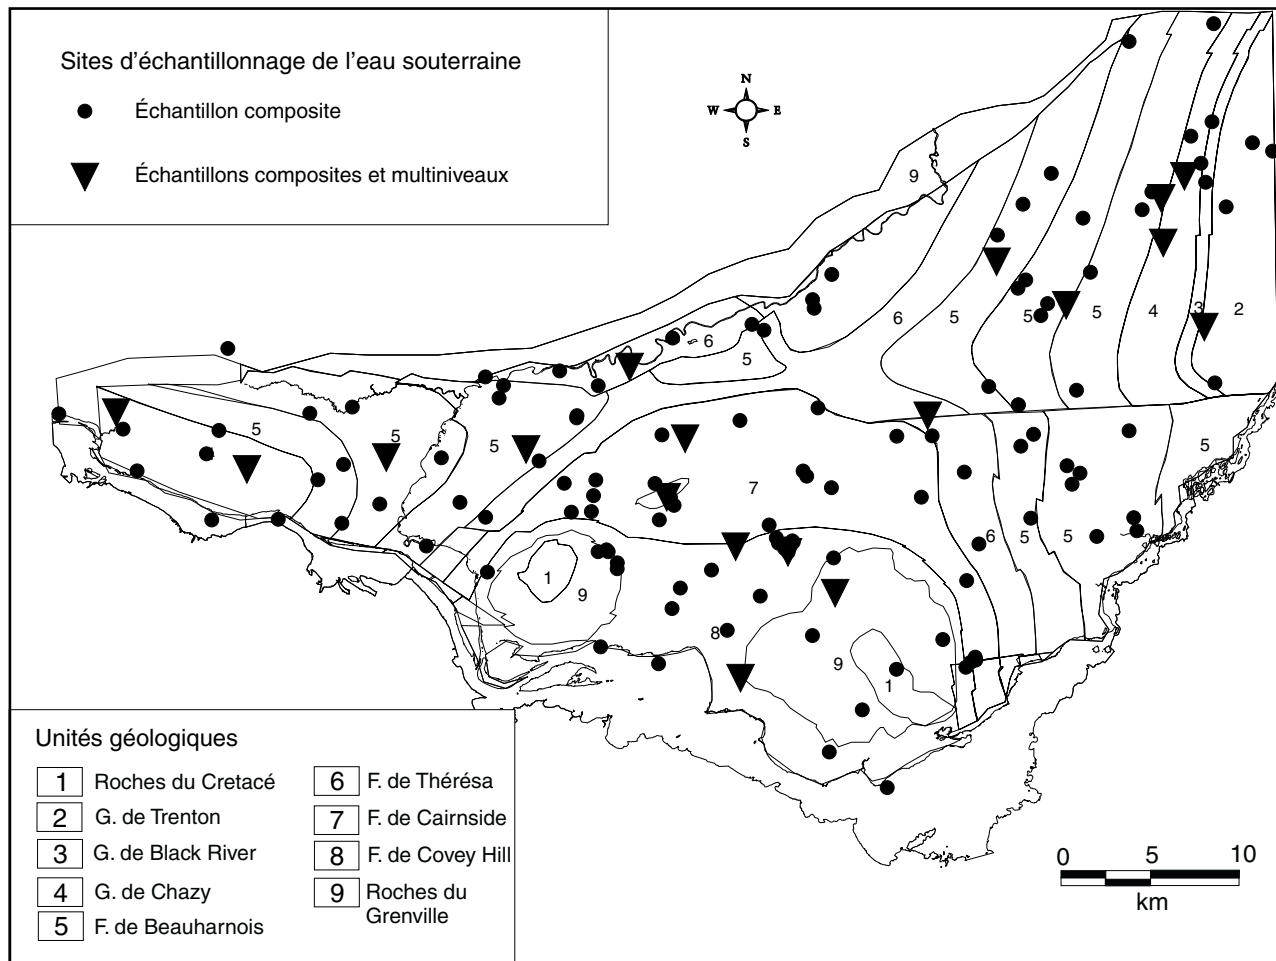 Sites d'échantillonnage de l'eau souterraine
Échantillon composite
Échantillons composites et multiniveaux
N
W E
S
9
6
5
5
5
4
3
2
6
5
5
5
5
5
7
6
5
5
1
9
8
9
1
Unités géologiques
1 Roches du Cretacé
2 G. de Trenton
3 G. de Black River
4 G. de Chazy
5 F. de Beauharnois
6 F. de Thérésa
7 F. de Cairnside
8 F. de Covey Hill
9 Roches du
Grenville
0 5 10
km